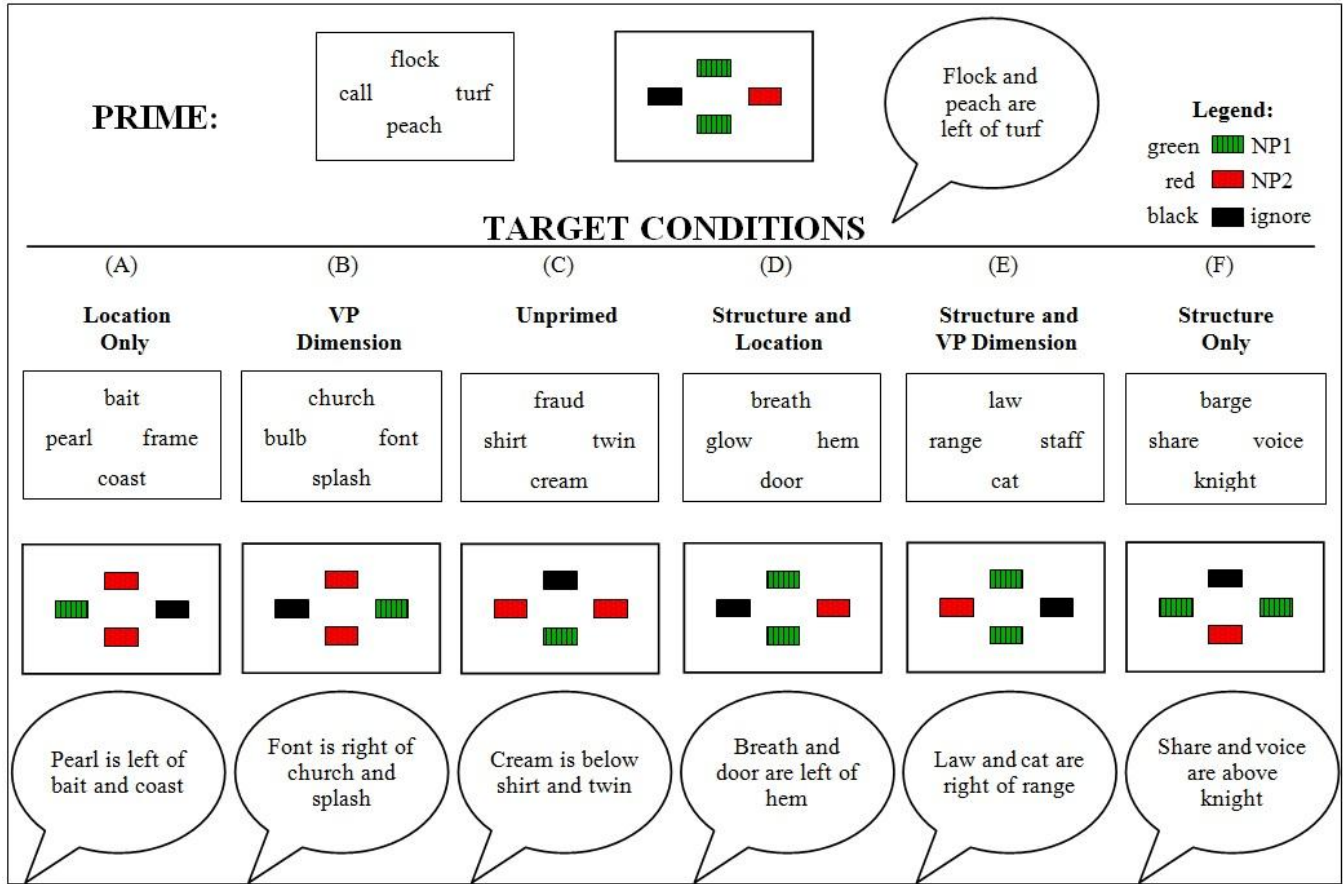 PRIME:
flock
call turf
peach
Flock and
peach are
left of turf
Legend:
green NP1
red NP2
black ignore
TARGET CONDITIONS
(A)
Location
Only
bait
pearl frame
coast
Pearl is left of
bait and coast
(B)
VP
Dimension
church
bulb font
splash
Font is right of
church and
splash
(C)
Unprimed
fraud
shirt twin
cream
Cream is below
shirt and twin
(D)
Structure and
Location
breath
glow hem
door
Breath and
door are left of
hem
(E)
Structure and
VP Dimension
law
range staff
cat
Law and cat are
right of range
(F)
Structure
Only
barge
share voice
knight
Share and voice
are above
knight